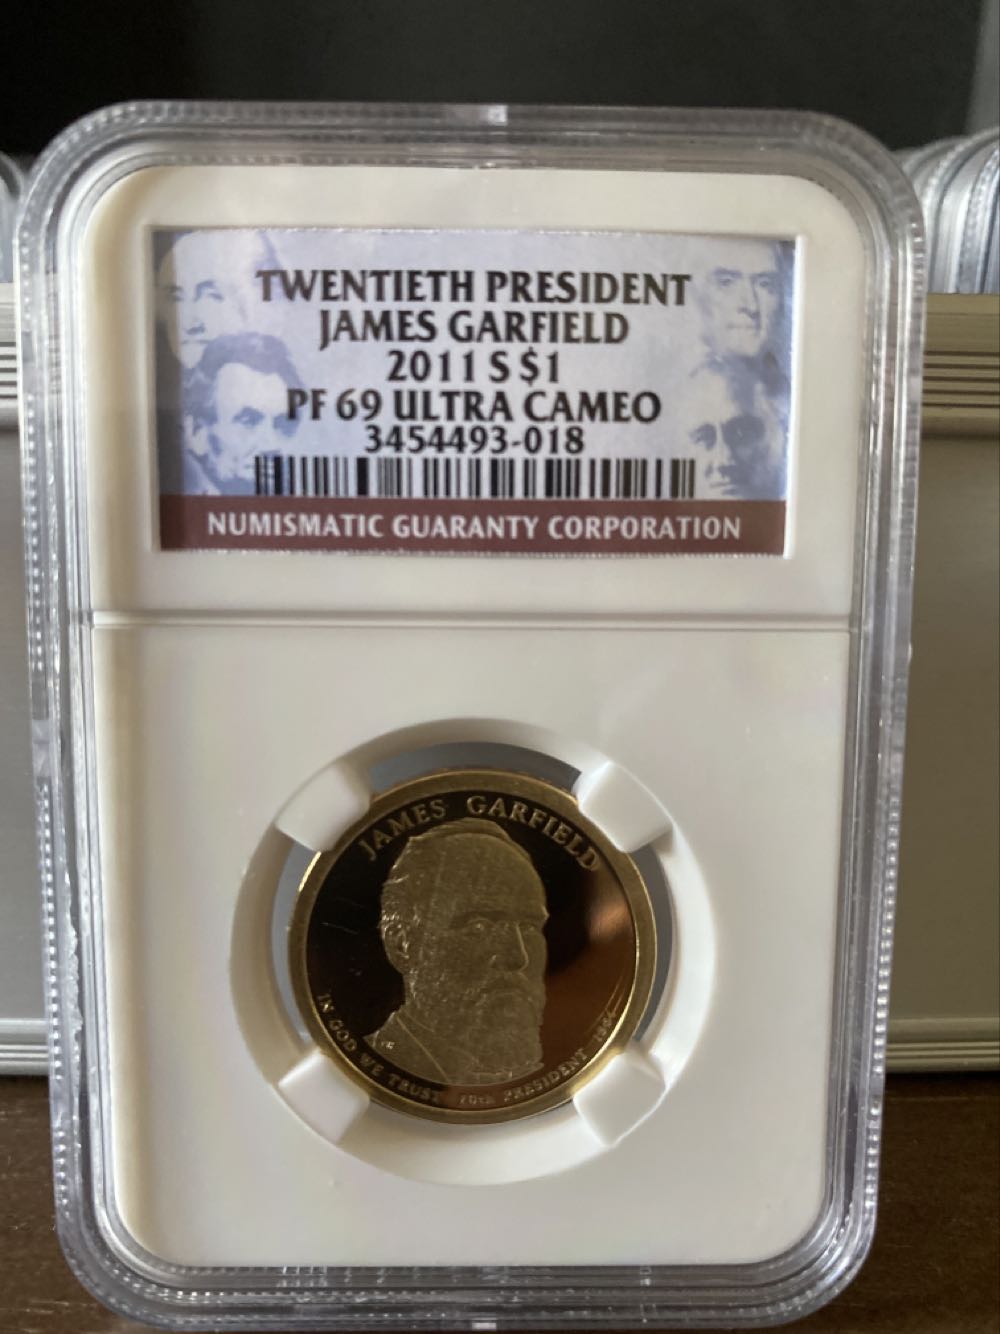 TWENTIETH PRESIDENT
JAMES GARFIELD
2011 S $1
PF 69 ULTRA CAMEO
3454493-018
NUMISMATIC GUARANTY CORPORATION
JAMES GARFIELD
IN GOD WE TRUST 20th PRESIDENT